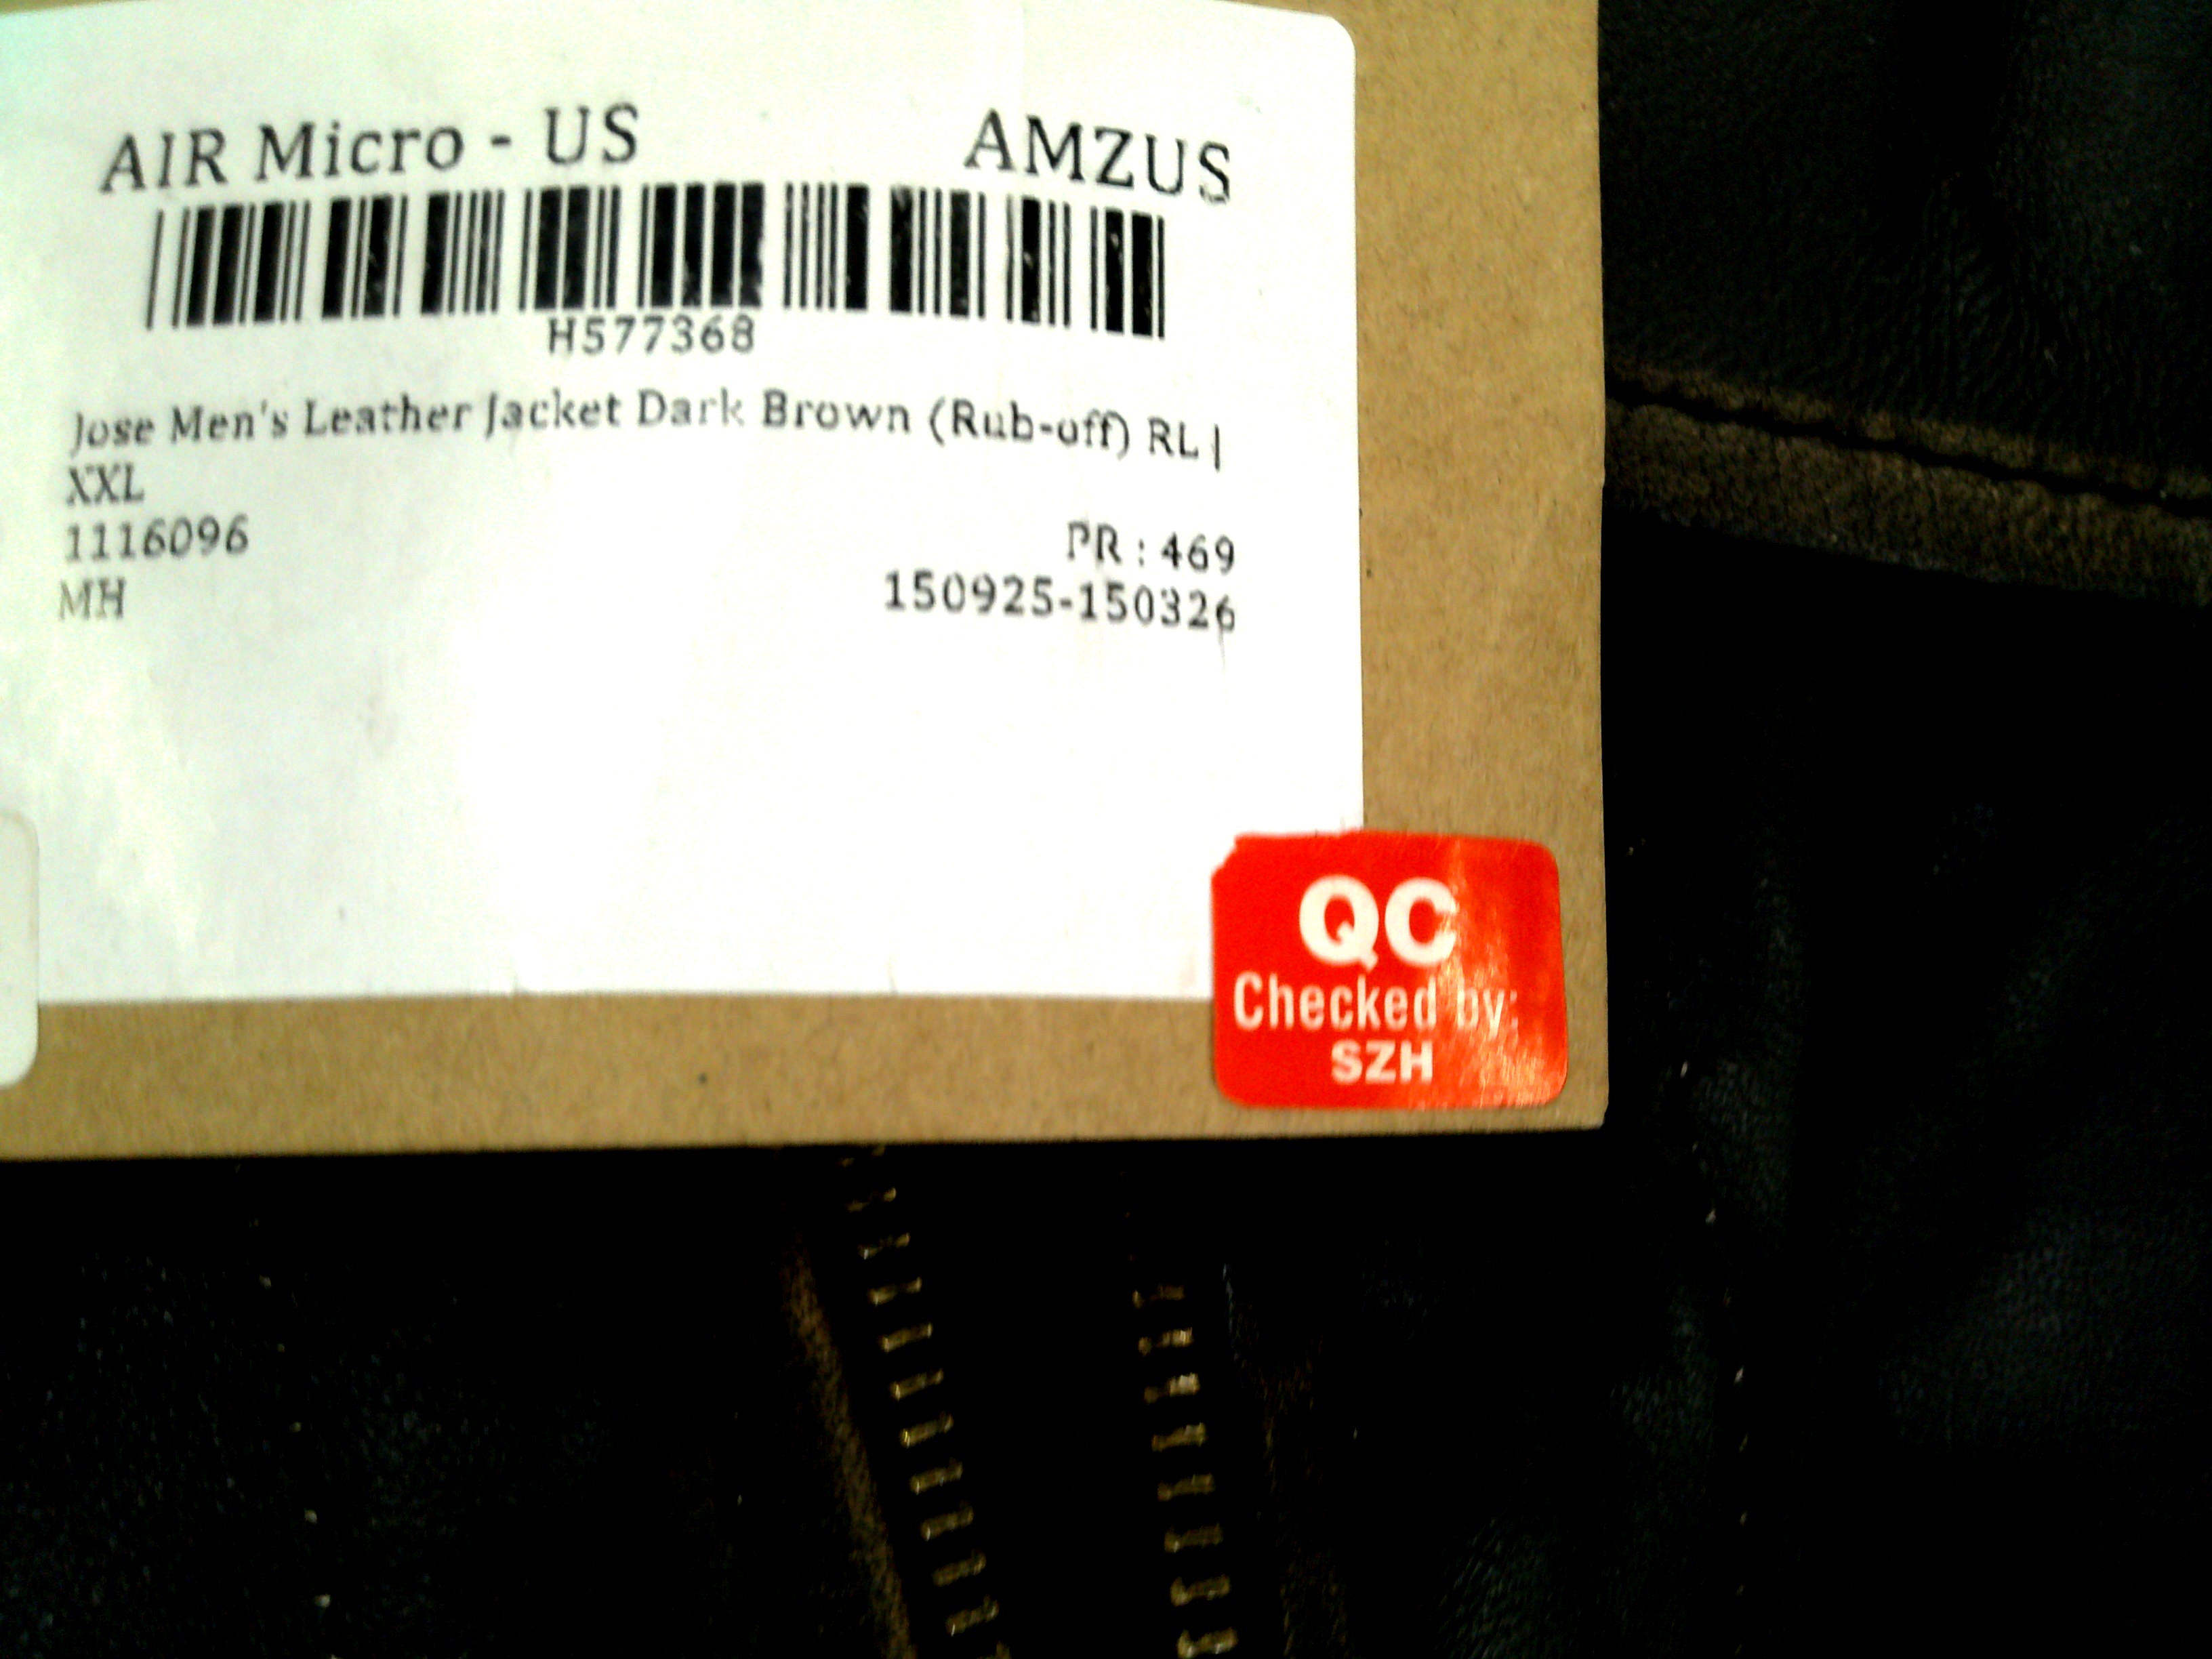 AIR Micro - US AMZUS
H577368
Jose Men's Leather Jacket Dark Brown (Rub-off) RL |
XXL
1116096 PR : 469
MH 150925-150326
QC
Checked by:
SZH